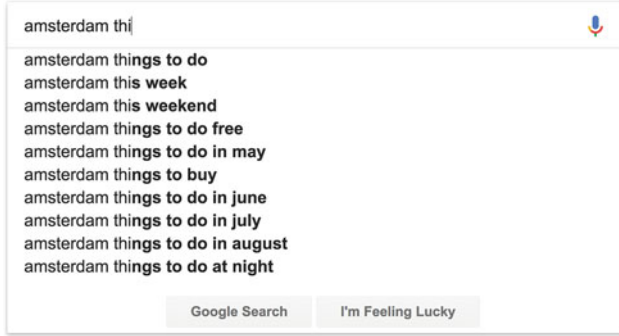 amsterdam thi
amsterdam things to do
amsterdam this week
amsterdam this weekend
amsterdam things to do free
amsterdam things to do in may
amsterdam things to buy
amsterdam things to do in june
amsterdam things to do in july
amsterdam things to do in august
amsterdam things to do at night
Google Search I'm Feeling Lucky